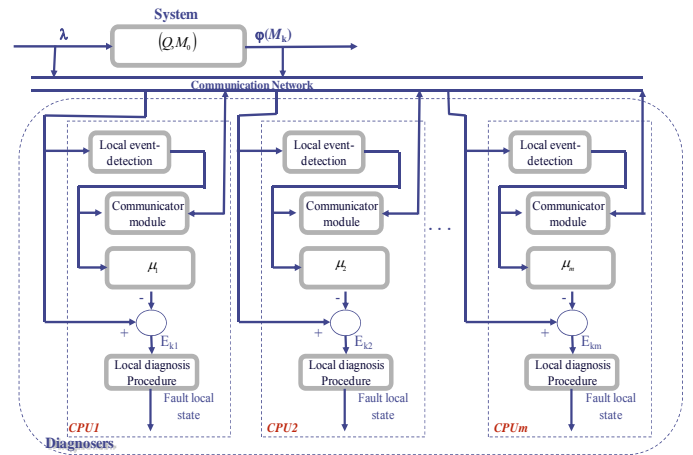 System
λ
(Q,M₀)
φ(Mₖ)
Communication Network
Local event-
detection
Communicator
module
μ₁
-
+
Eₖ₁
Local diagnosis
Procedure
Fault local
state
CPU1
Local event-
detection
Communicator
module
μ₂
-
+
Eₖ₂
Local diagnosis
Procedure
Fault local
state
CPU2
. . .
Local event-
detection
Communicator
module
μₘ
-
+
Eₖₘ
Local diagnosis
Procedure
Fault local
state
CPUm
Diagnosers